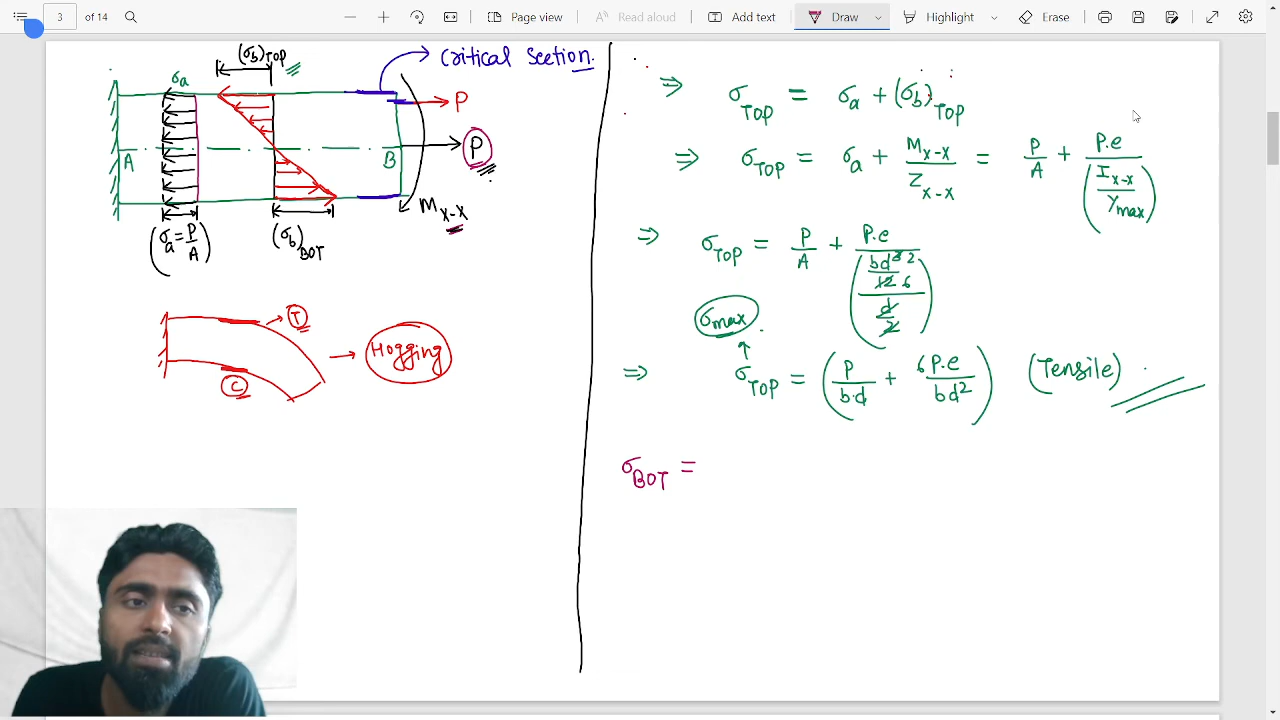 3 of 14
Page view
Read aloud
Add text
Draw
Highlight
Erase
(σb)TOP
σa
Critical Section.
P
A
B
P
Mx-x
(σa = P/A)
(σb)BOT
T
Hogging
C
⇒ σTOP = σa + (σb)TOP
⇒ σTOP = σa + Mx-x/Zx-x = P/A + P.e/(Ix-x/Ymax)
⇒ σTOP = P/A + P.e/((bd³ 2/12 6)/(d/2))
σmax .
⇒ σTOP = (P/b.d + 6P.e/bd²) (Tensile) .
σBOT =